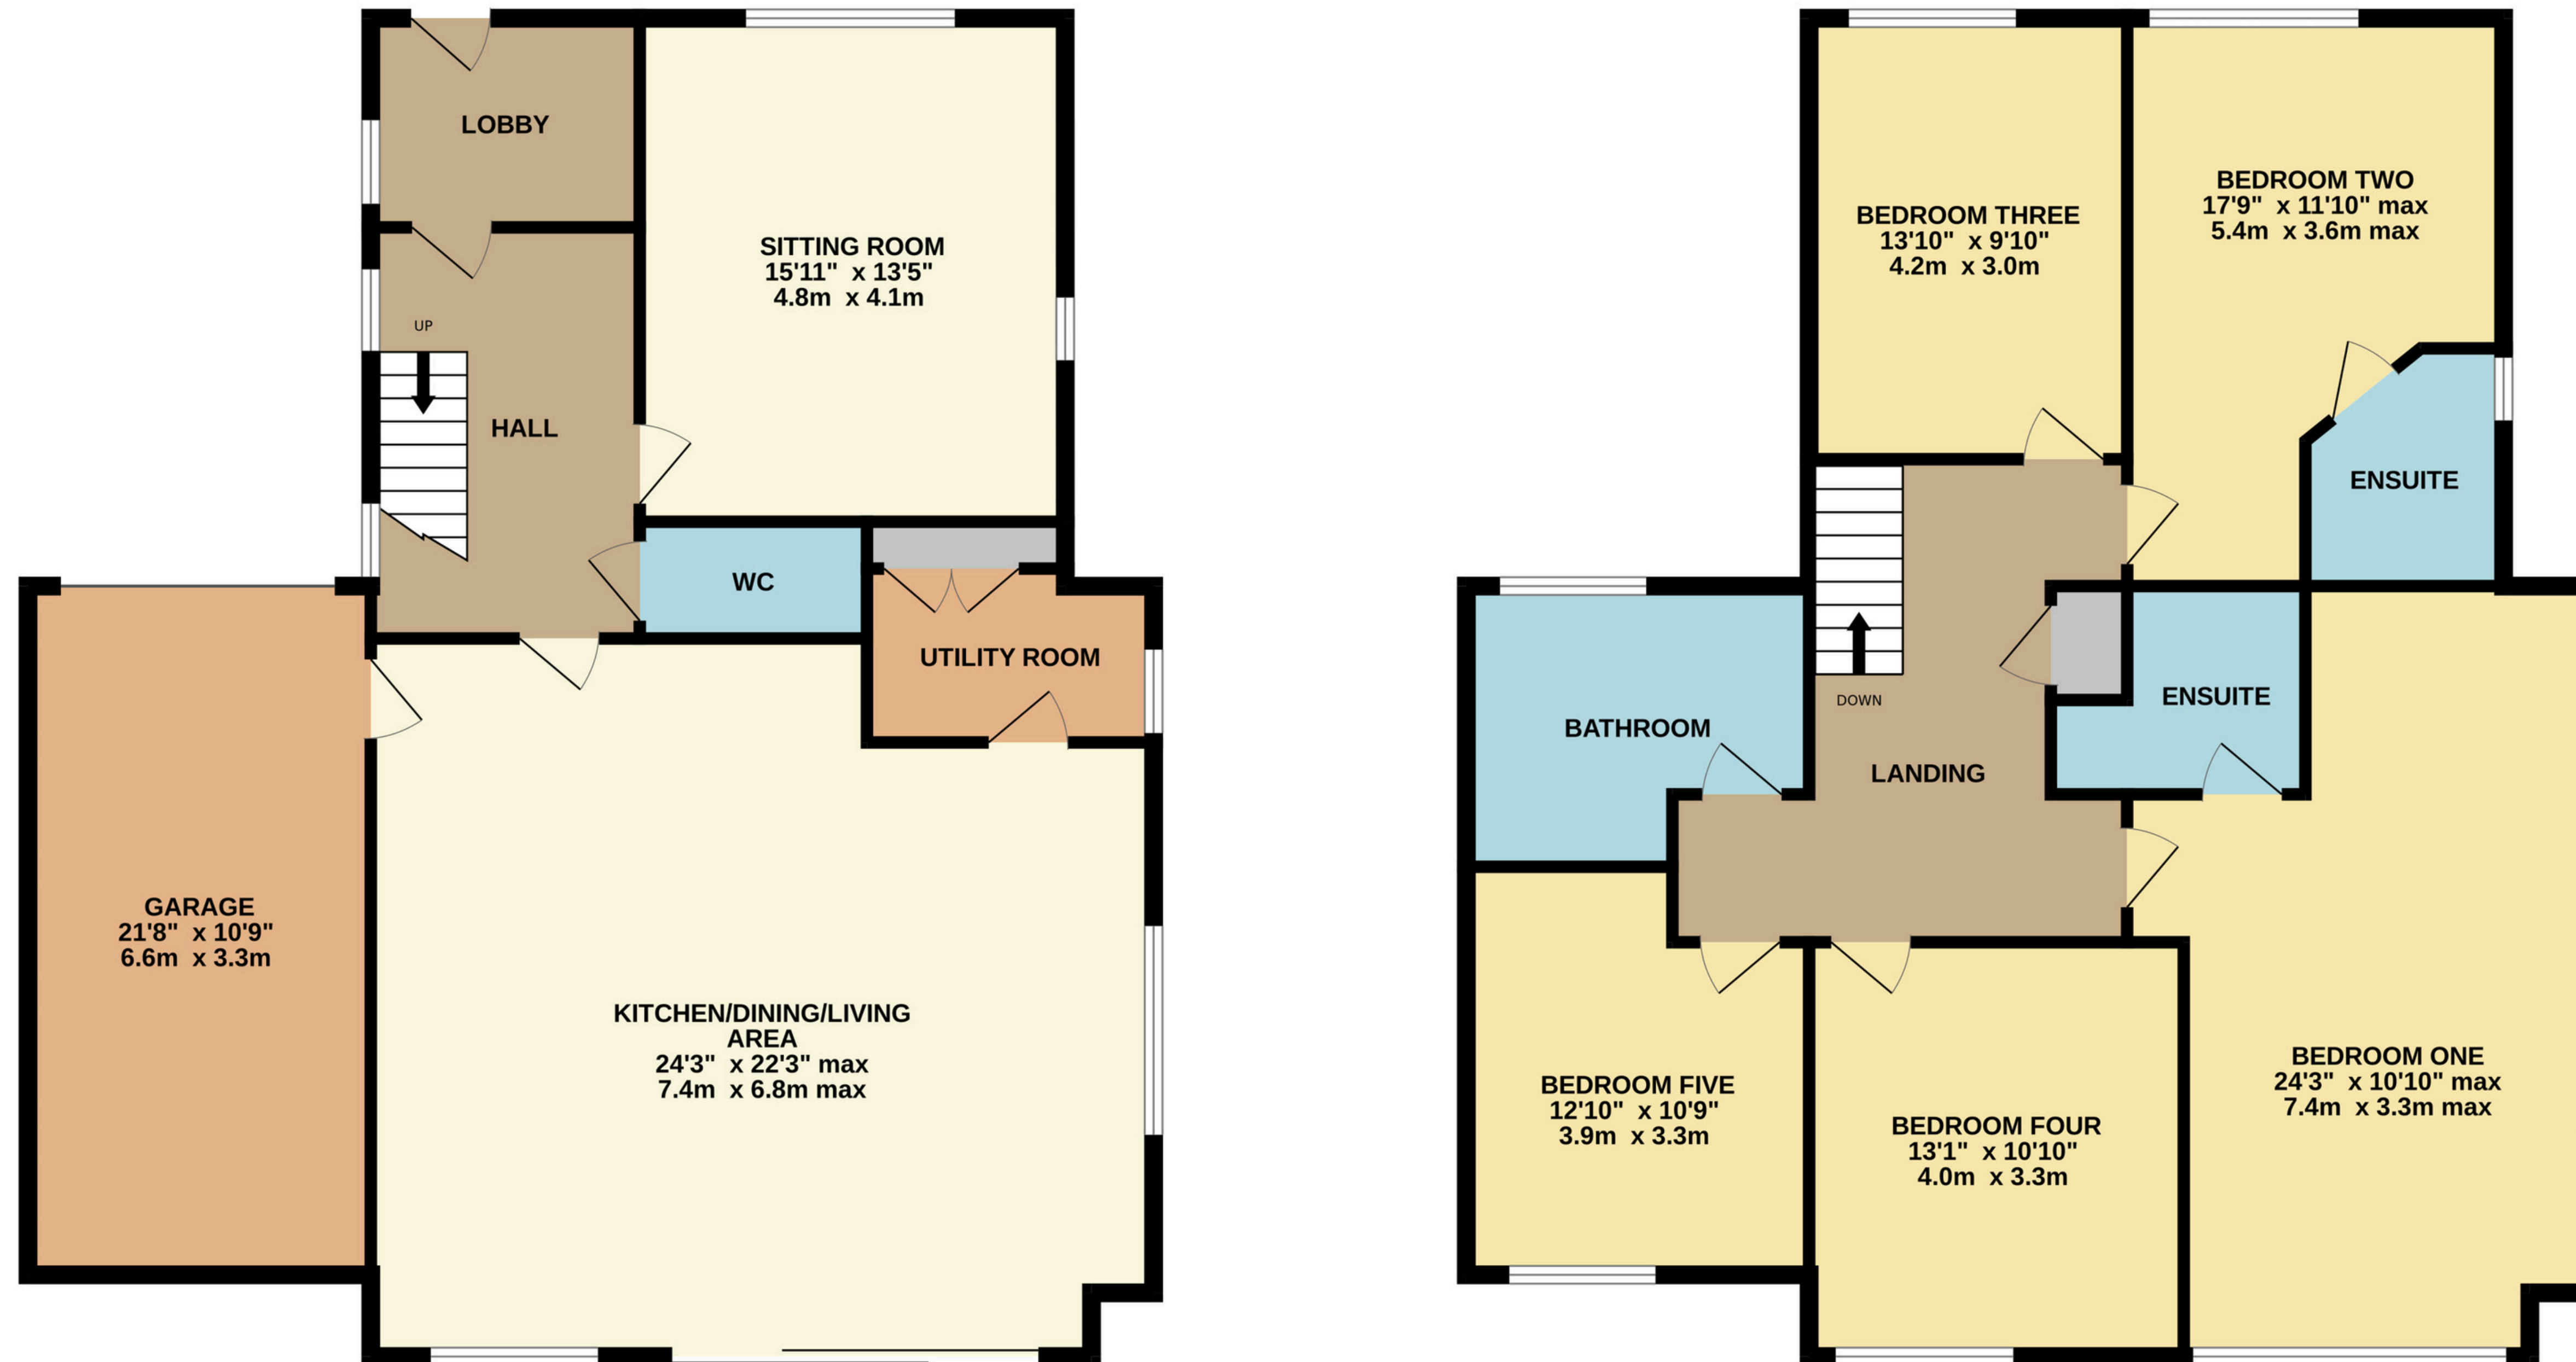 LOBBY
SITTING ROOM
15'11" x 13'5"
4.8m x 4.1m
UP
HALL
WC
UTILITY ROOM
GARAGE
21'8" x 10'9"
6.6m x 3.3m
KITCHEN/DINING/LIVING
AREA
24'3" x 22'3" max
7.4m x 6.8m max
BEDROOM THREE
13'10" x 9'10"
4.2m x 3.0m
BEDROOM TWO
17'9" x 11'10" max
5.4m x 3.6m max
ENSUITE
DOWN
BATHROOM
ENSUITE
LANDING
BEDROOM FIVE
12'10" x 10'9"
3.9m x 3.3m
BEDROOM FOUR
13'1" x 10'10"
4.0m x 3.3m
BEDROOM ONE
24'3" x 10'10" max
7.4m x 3.3m max